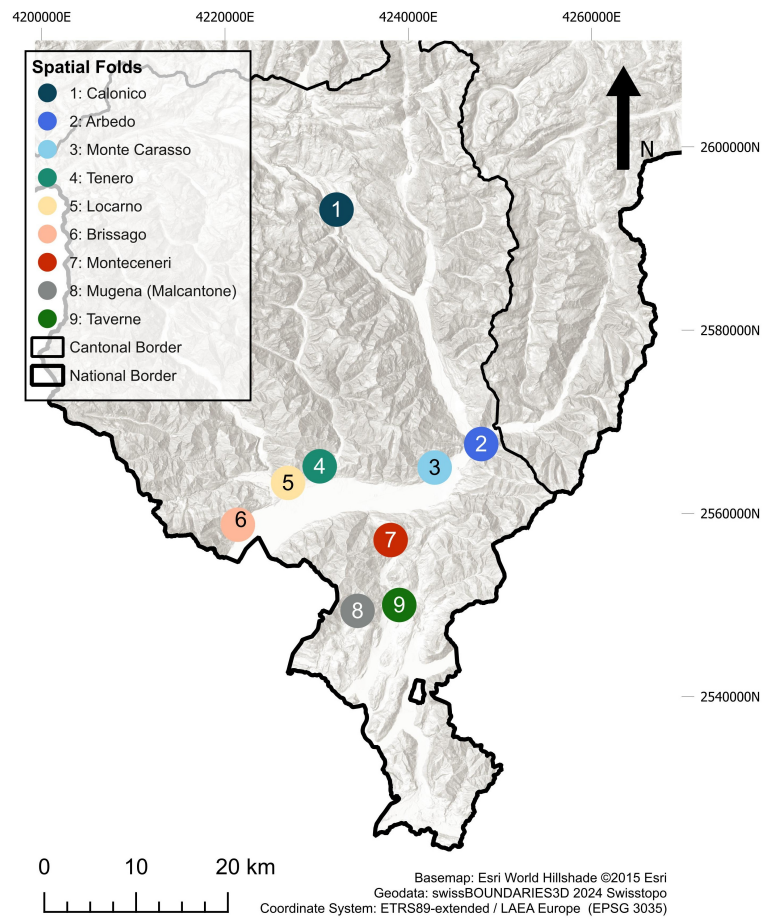 4200000E 4220000E 4240000E 4260000E
Spatial Folds
1: Calonico
2: Arbedo
3: Monte Carasso
4: Tenero
5: Locarno
6: Brissago
7: Monteceneri
8: Mugena (Malcantone)
9: Taverne
Cantonal Border
National Border
N
2600000N
2580000N
2560000N
2540000N
1
2
3
4
5
6
7
8
9
0 10 20 km
Basemap: Esri World Hillshade ©2015 Esri
Geodata: swissBOUNDARIES3D 2024 Swisstopo
Coordinate System: ETRS89-extended / LAEA Europe (EPSG 3035)